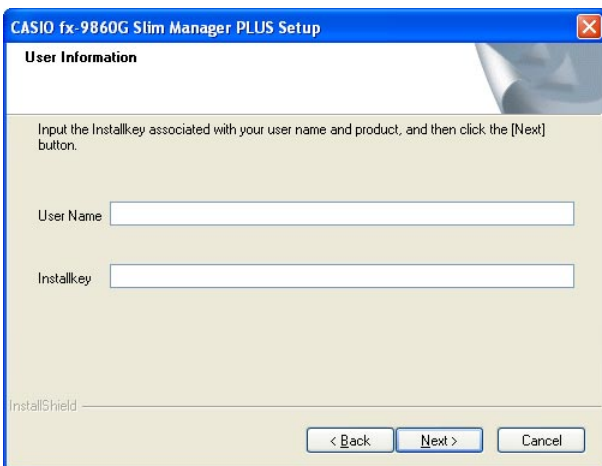 CASIO fx-9860G Slim Manager PLUS Setup
User Information
Input the Installkey associated with your user name and product, and then click the [Next]
button.
User Name
Installkey
InstallShield
< Back
Next >
Cancel